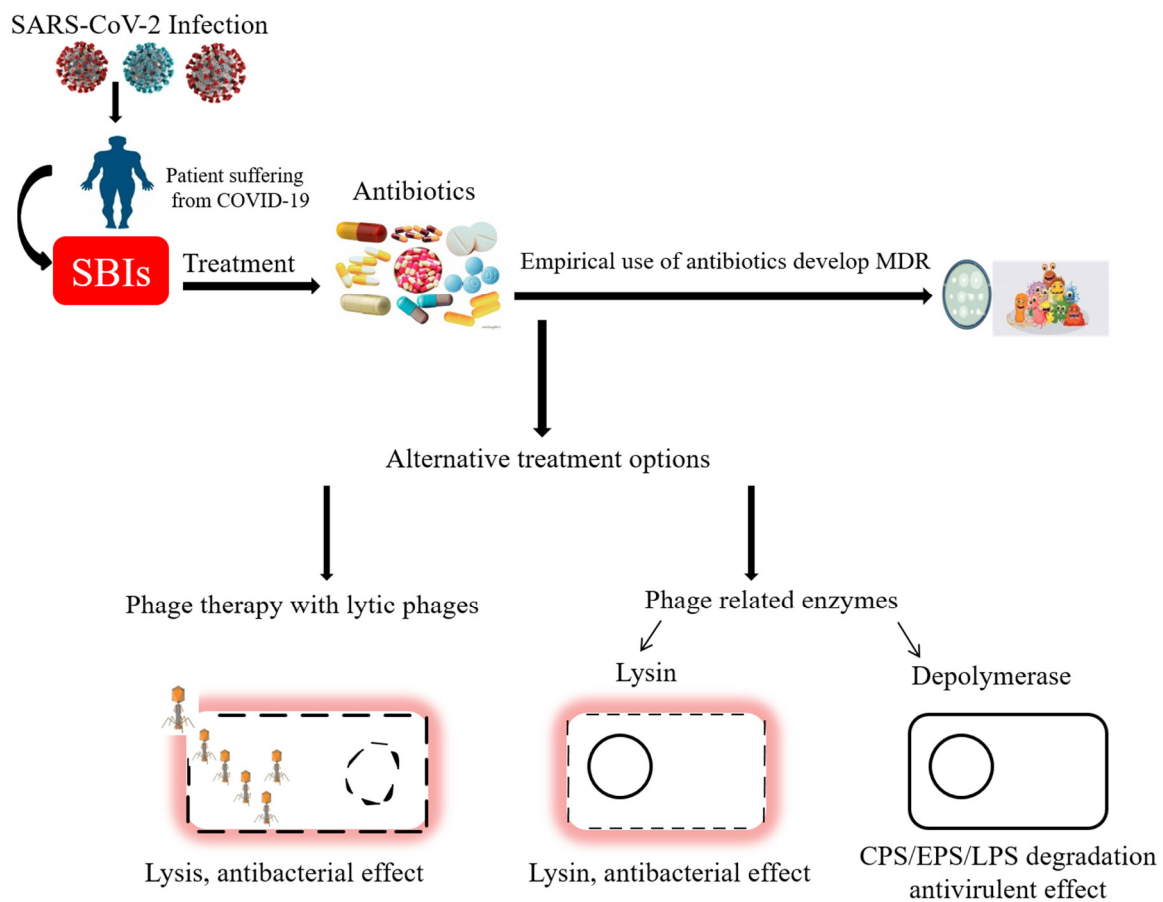 SARS-CoV-2 Infection
Patient suffering
from COVID-19
Antibiotics
SBIs
Treatment
Empirical use of antibiotics develop MDR
Alternative treatment options
Phage therapy with lytic phages
Phage related enzymes
Lysin
Depolymerase
Lysis, antibacterial effect
Lysin, antibacterial effect
CPS/EPS/LPS degradation
antivirulent effect